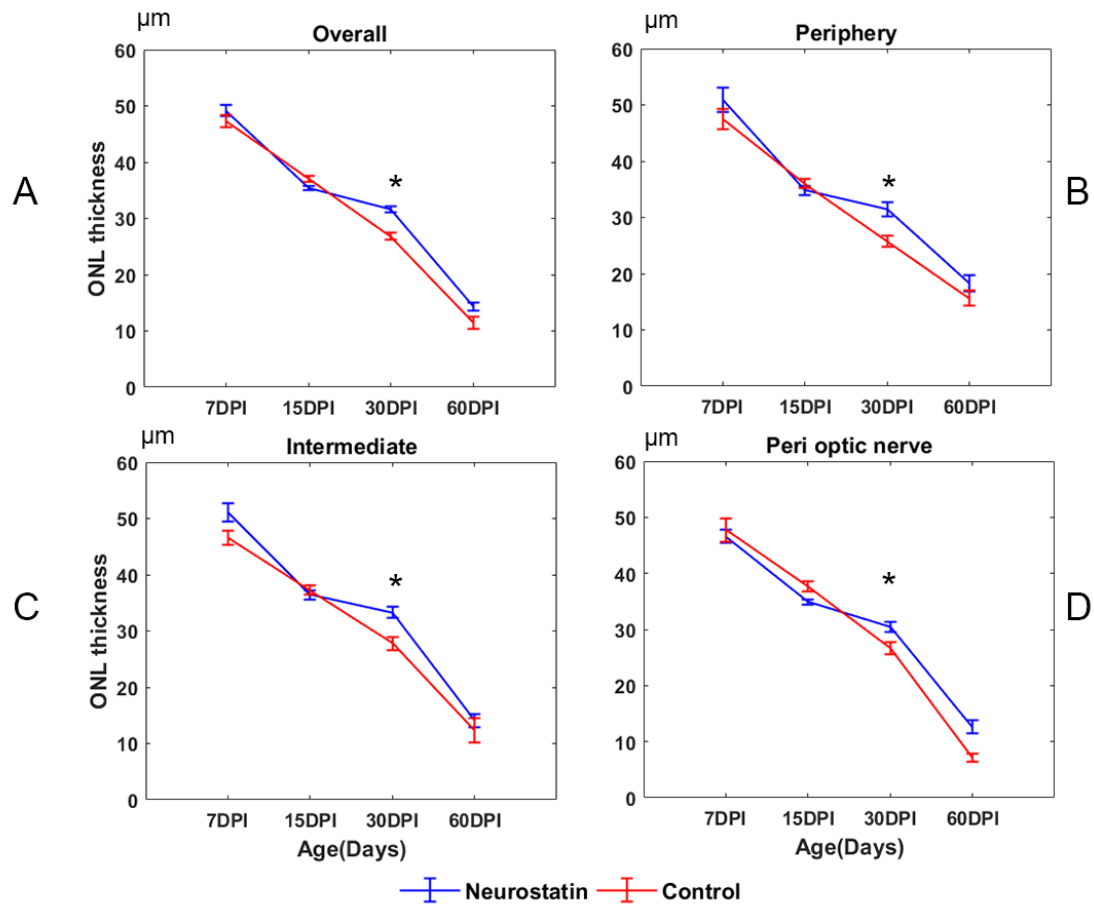 µm
Overall
60
50
40
30
20
10
0
ONL thickness
*
7DPI 15DPI 30DPI 60DPI
A
µm
Periphery
60
50
40
30
20
10
0
*
7DPI 15DPI 30DPI 60DPI
B
µm
Intermediate
60
50
40
30
20
10
0
ONL thickness
*
7DPI 15DPI 30DPI 60DPI
Age(Days)
C
µm
Peri optic nerve
60
50
40
30
20
10
0
*
7DPI 15DPI 30DPI 60DPI
Age(Days)
D
Neurostatin Control